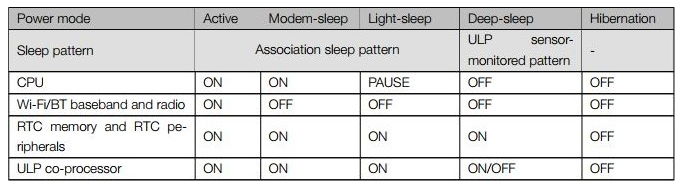 Power mode Active Modem-sleep Light-sleep Deep-sleep Hibernation
Sleep pattern Association sleep pattern ULP sensor-
monitored pattern -
CPU ON ON PAUSE OFF OFF
Wi-Fi/BT baseband and radio ON OFF OFF OFF OFF
RTC memory and RTC pe-
ripherals ON ON ON ON OFF
ULP co-processor ON ON ON ON/OFF OFF